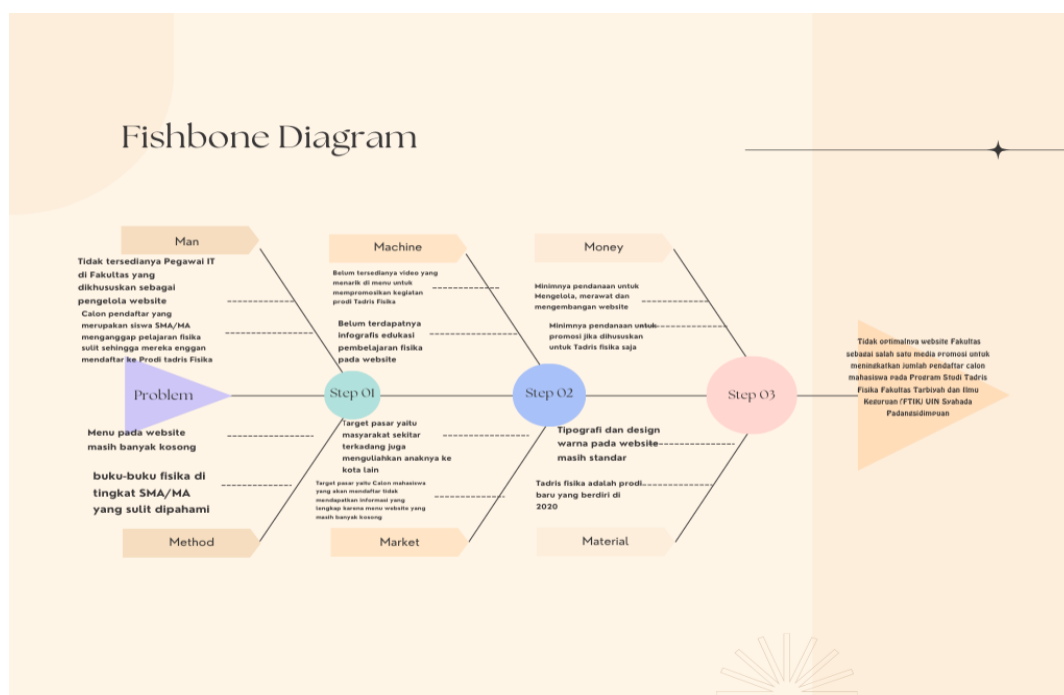 Fishbone Diagram
Man
Tidak tersedianya Pegawai IT
di Fakultas yang
dikhususkan sebagai
pengelola website
Calon pendaftar yang
merupakan siswa SMA/MA
menganggap pelajaran fisika
sulit sehingga mereka enggan
mendaftar ke Prodi tadris Fisika
Machine
Belum tersedianya video yang
menarik di menu untuk
mempromosikan kegiatan
prodi Tadris Fisika
Belum terdapatnya
infografis edukasi
pembelajaran fisika
pada website
Money
Minimnya pendanaan untuk
Mengelola, merawat dan
mengembangan website
Minimnya pendanaan untuk
promosi jika dihususkan
untuk Tadris fisika saja
Problem
Step 01
Step 02
Step 03
Tidak optimalnya website Fakultas
sebagai salah satu media promosi untuk
meningkatkan jumlah pendaftar calon
mahasiswa pada Program Studi Tadris
Fisika Fakultas Tarbiyah dan Ilmu
Keguruan (FTIK) UIN Syahada
Padangsidimpuan
Menu pada website
masih banyak kosong
buku-buku fisika di
tingkat SMA/MA
yang sulit dipahami
Method
Target pasar yaitu
masyarakat sekitar
terkadang juga
menguliahkan anaknya ke
kota lain
Target pasar yaitu Calon mahasiswa
yang akan mendaftar tidak
mendapatkan informasi yang
lengkap karena menu website yang
masih banyak kosong
Market
Tipografi dan design
warna pada website
masih standar
Tadris fisika adalah prodi
baru yang berdiri di
2020
Material